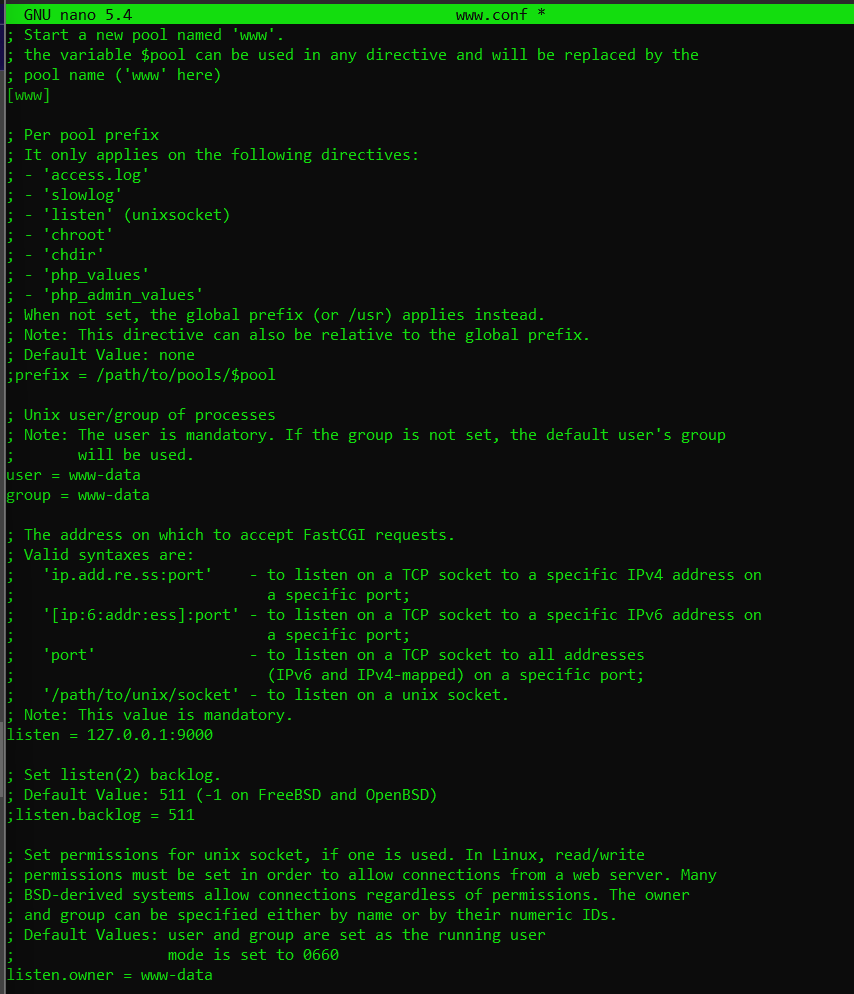 GNU nano 5.4                                    www.conf *
; Start a new pool named 'www'.
; the variable $pool can be used in any directive and will be replaced by the
; pool name ('www' here)
[www]

; Per pool prefix
; It only applies on the following directives:
; - 'access.log'
; - 'slowlog'
; - 'listen' (unixsocket)
; - 'chroot'
; - 'chdir'
; - 'php_values'
; - 'php_admin_values'
; When not set, the global prefix (or /usr) applies instead.
; Note: This directive can also be relative to the global prefix.
; Default Value: none
;prefix = /path/to/pools/$pool

; Unix user/group of processes
; Note: The user is mandatory. If the group is not set, the default user's group
;       will be used.
user = www-data
group = www-data

; The address on which to accept FastCGI requests.
; Valid syntaxes are:
;   'ip.add.re.ss:port'    - to listen on a TCP socket to a specific IPv4 address on
;                            a specific port;
;   '[ip:6:addr:ess]:port' - to listen on a TCP socket to a specific IPv6 address on
;                            a specific port;
;   'port'                 - to listen on a TCP socket to all addresses
;                            (IPv6 and IPv4-mapped) on a specific port;
;   '/path/to/unix/socket' - to listen on a unix socket.
; Note: This value is mandatory.
listen = 127.0.0.1:9000

; Set listen(2) backlog.
; Default Value: 511 (-1 on FreeBSD and OpenBSD)
;listen.backlog = 511

; Set permissions for unix socket, if one is used. In Linux, read/write
; permissions must be set in order to allow connections from a web server. Many
; BSD-derived systems allow connections regardless of permissions. The owner
; and group can be specified either by name or by their numeric IDs.
; Default Values: user and group are set as the running user
;                 mode is set to 0660
listen.owner = www-data